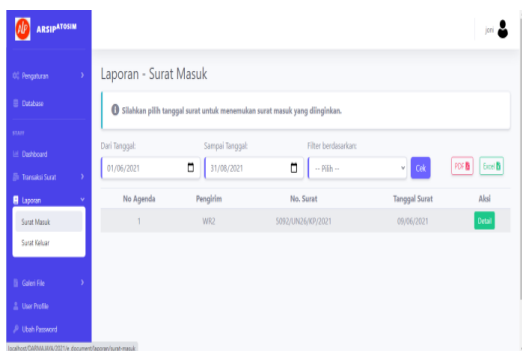 ARSIP ATOSIM
joni
Pengaturan
Database
Dashboard
Transaksi Surat
Laporan
Surat Masuk
Surat Keluar
Galeri File
User Profile
Ubah Password
Laporan - Surat Masuk
Silahkan pilih tanggal surat untuk menemukan surat masuk yang diinginkan.
Dari Tanggal: Sampai Tanggal: Filter berdasarkan:
01/06/2021 31/08/2021 -- Pilih -- Cek PDF Excel
No Agenda Pengirim No. Surat Tanggal Surat Aksi
1 WR2 5092/UN26/KP/2021 09/06/2021 Detail